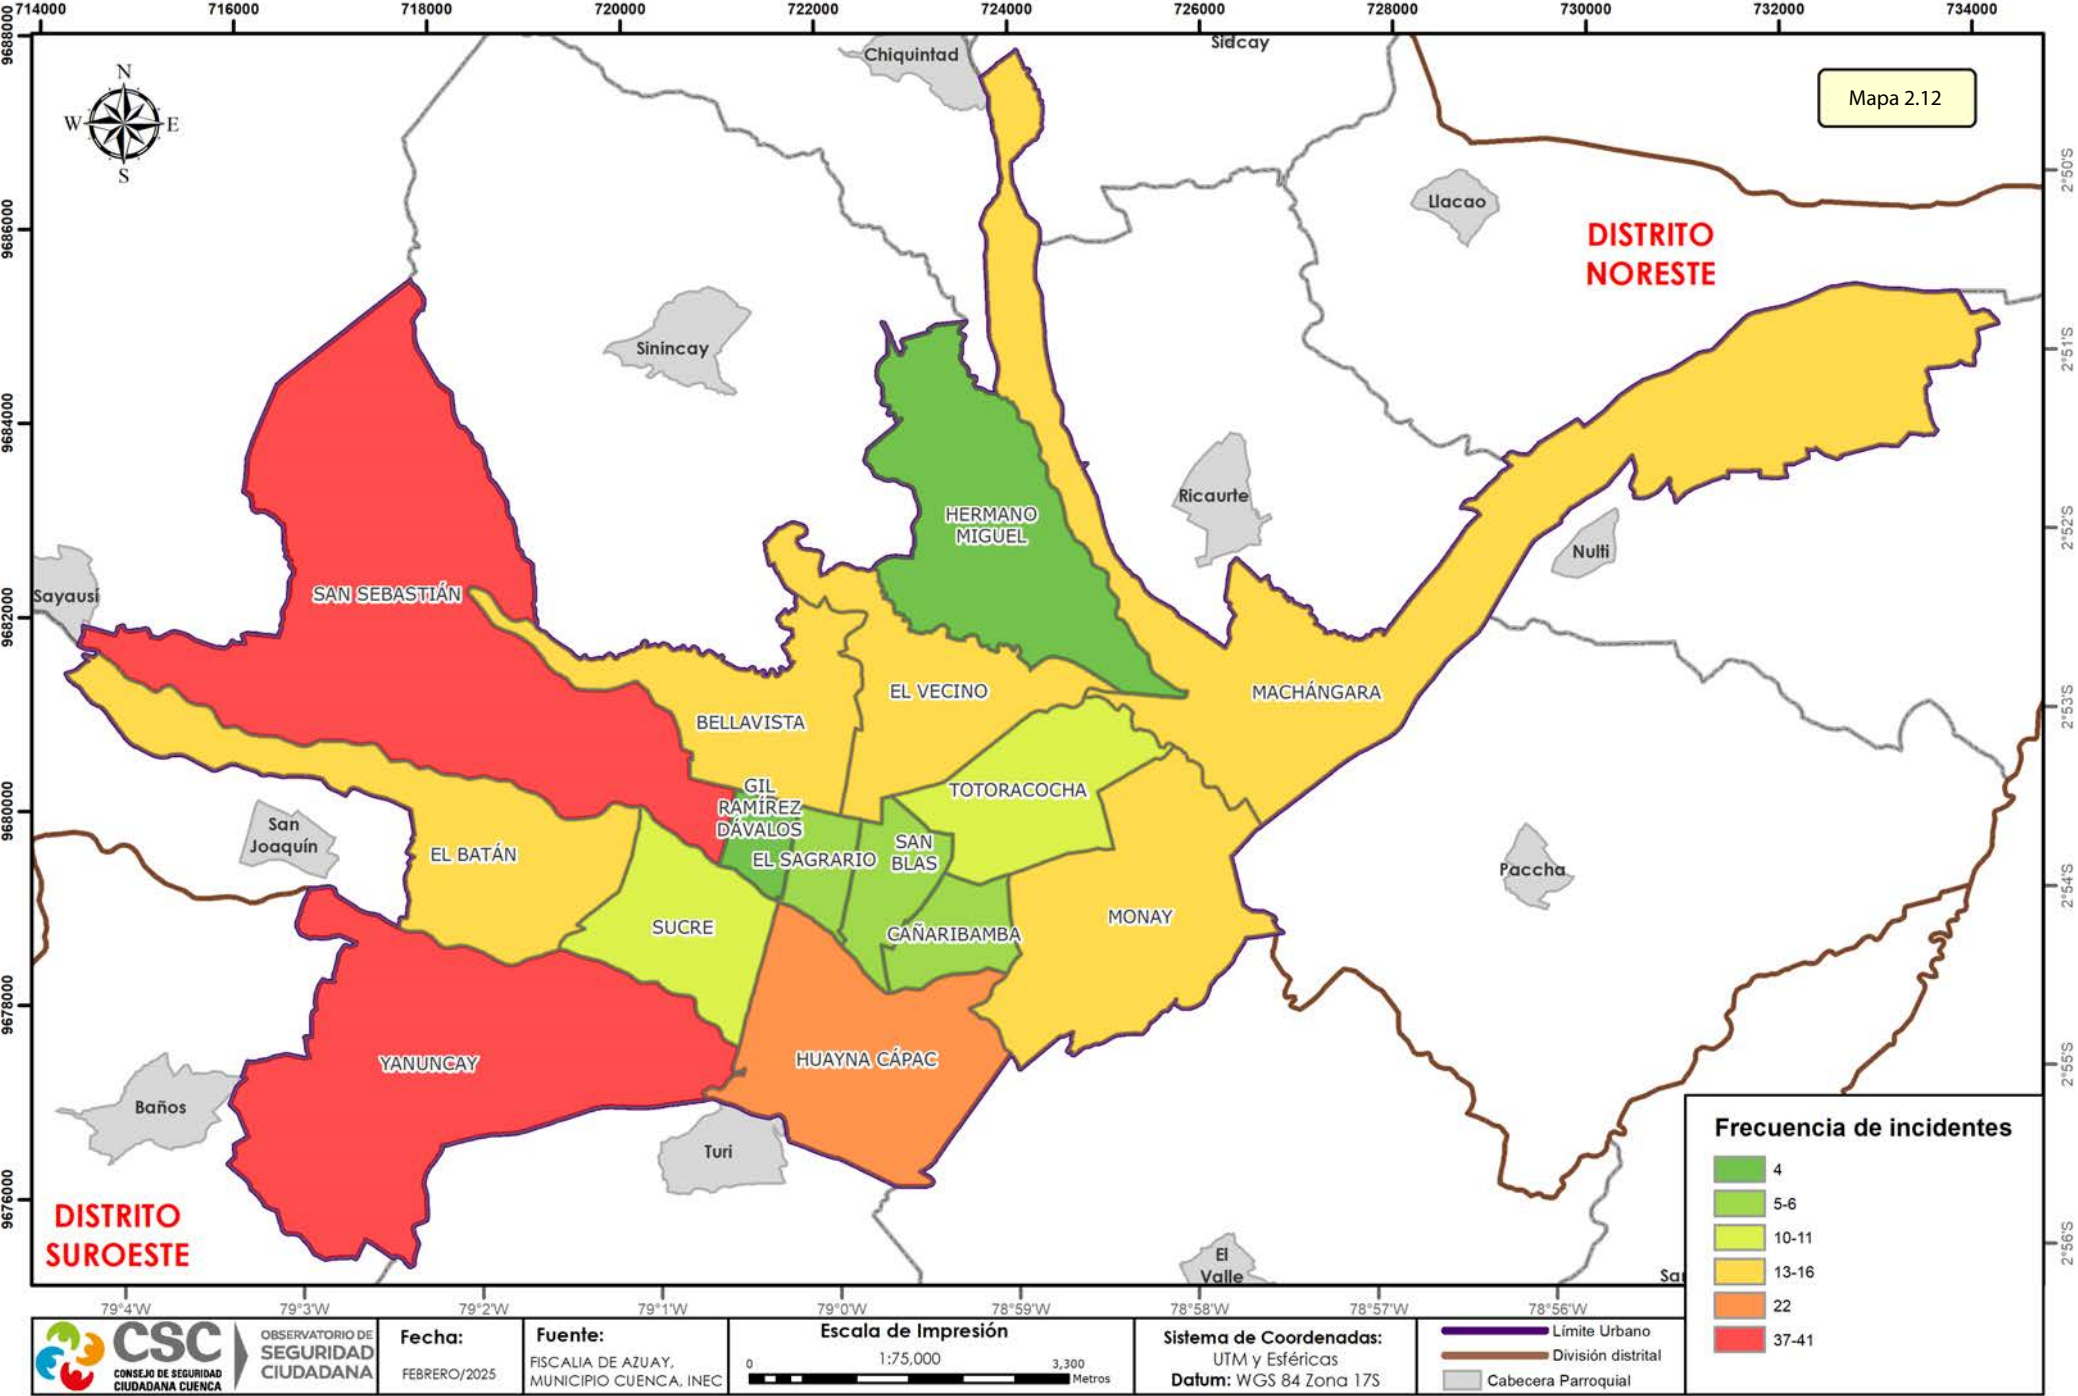 714000 716000 718000 720000 722000 724000 726000 728000 730000 732000 734000
9688000
9686000
9684000
9682000
9680000
9678000
9676000
2°50'S
2°51'S
2°52'S
2°53'S
2°54'S
2°55'S
2°56'S
N
W E
S
Mapa 2.12
Chiquintad
Sidcay
Llacao
DISTRITO
NORESTE
Sinincay
Ricaurte
HERMANO
MIGUEL
Nulti
Sayausí
SAN SEBASTIÁN
EL VECINO
MACHÁNGARA
BELLAVISTA
GIL
RAMÍREZ
DÁVALOS
TOTORACOCHA
San
Joaquín
EL BATÁN
EL SAGRARIO
SAN
BLAS
Paccha
SUCRE
CAÑARIBAMBA
MONAY
YANUNCAY
HUAYNA CÁPAC
Baños
Turi
DISTRITO
SUROESTE
El
Valle
Frecuencia de incidentes
4
5-6
10-11
13-16
22
37-41
79°4'W 79°3'W 79°2'W 79°1'W 79°0'W 78°59'W 78°58'W 78°57'W 78°56'W
CSC
CONSEJO DE SEGURIDAD
CIUDADANA CUENCA
OBSERVATORIO DE
SEGURIDAD
CIUDADANA
Fecha:
FEBRERO/2025
Fuente:
FISCALIA DE AZUAY,
MUNICIPIO CUENCA, INEC
Escala de Impresión
1:75,000
0 3,300
Metros
Sistema de Coordenadas:
UTM y Esféricas
Datum: WGS 84 Zona 17S
Límite Urbano
División distrital
Cabecera Parroquial